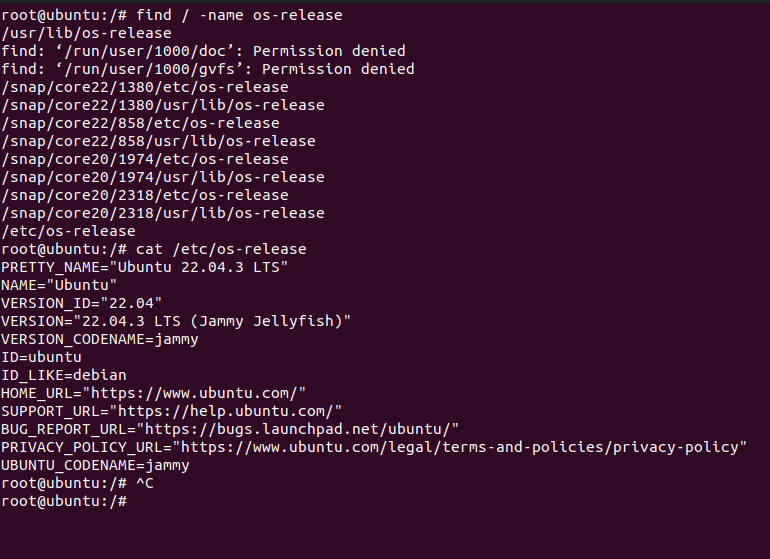 root@ubuntu:/# find / -name os-release
/usr/lib/os-release
find: ‘/run/user/1000/doc’: Permission denied
find: ‘/run/user/1000/gvfs’: Permission denied
/snap/core22/1380/etc/os-release
/snap/core22/1380/usr/lib/os-release
/snap/core22/858/etc/os-release
/snap/core22/858/usr/lib/os-release
/snap/core20/1974/etc/os-release
/snap/core20/1974/usr/lib/os-release
/snap/core20/2318/etc/os-release
/snap/core20/2318/usr/lib/os-release
/etc/os-release
root@ubuntu:/# cat /etc/os-release
PRETTY_NAME="Ubuntu 22.04.3 LTS"
NAME="Ubuntu"
VERSION_ID="22.04"
VERSION="22.04.3 LTS (Jammy Jellyfish)"
VERSION_CODENAME=jammy
ID=ubuntu
ID_LIKE=debian
HOME_URL="https://www.ubuntu.com/"
SUPPORT_URL="https://help.ubuntu.com/"
BUG_REPORT_URL="https://bugs.launchpad.net/ubuntu/"
PRIVACY_POLICY_URL="https://www.ubuntu.com/legal/terms-and-policies/privacy-policy"
UBUNTU_CODENAME=jammy
root@ubuntu:/# ^C
root@ubuntu:/#